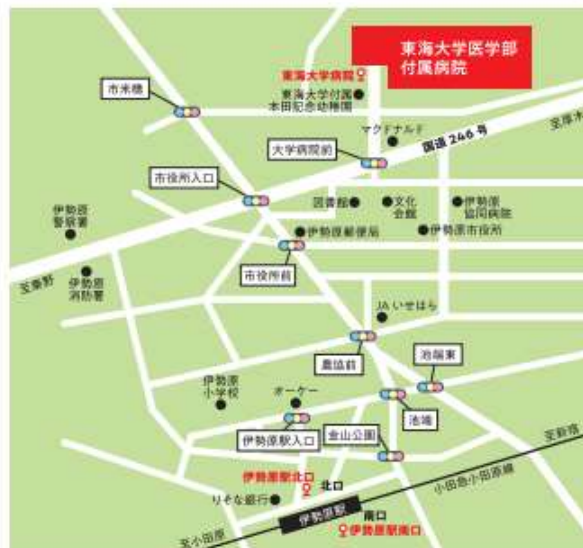 東海大学医学部
付属病院
東海大学病院
東海大学付属
本田記念幼稚園
市米橋
マクドナルド
国道246号
至厚木
大学病院前
市役所入口
図書館
文化
会館
伊勢原
協同病院
伊勢原
警察署
伊勢原郵便局
伊勢原市役所
市役所前
至秦野
伊勢原
消防署
JAいせはら
農協前
池端東
伊勢原
小学校
オーケー
池端
伊勢原駅入口
金山公園
至新宿
伊勢原駅北口
北口
小田急小田原線
りそな銀行
伊勢原駅
南口
伊勢原駅南口
至小田原